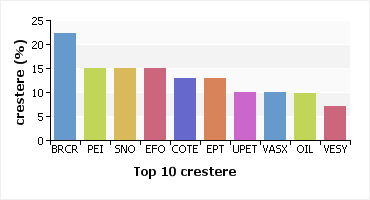 crestere (%)
25
20
15
10
5
0
BRCR PEI SNO EFO COTE EPT UPET VASX OIL VESY
Top 10 crestere